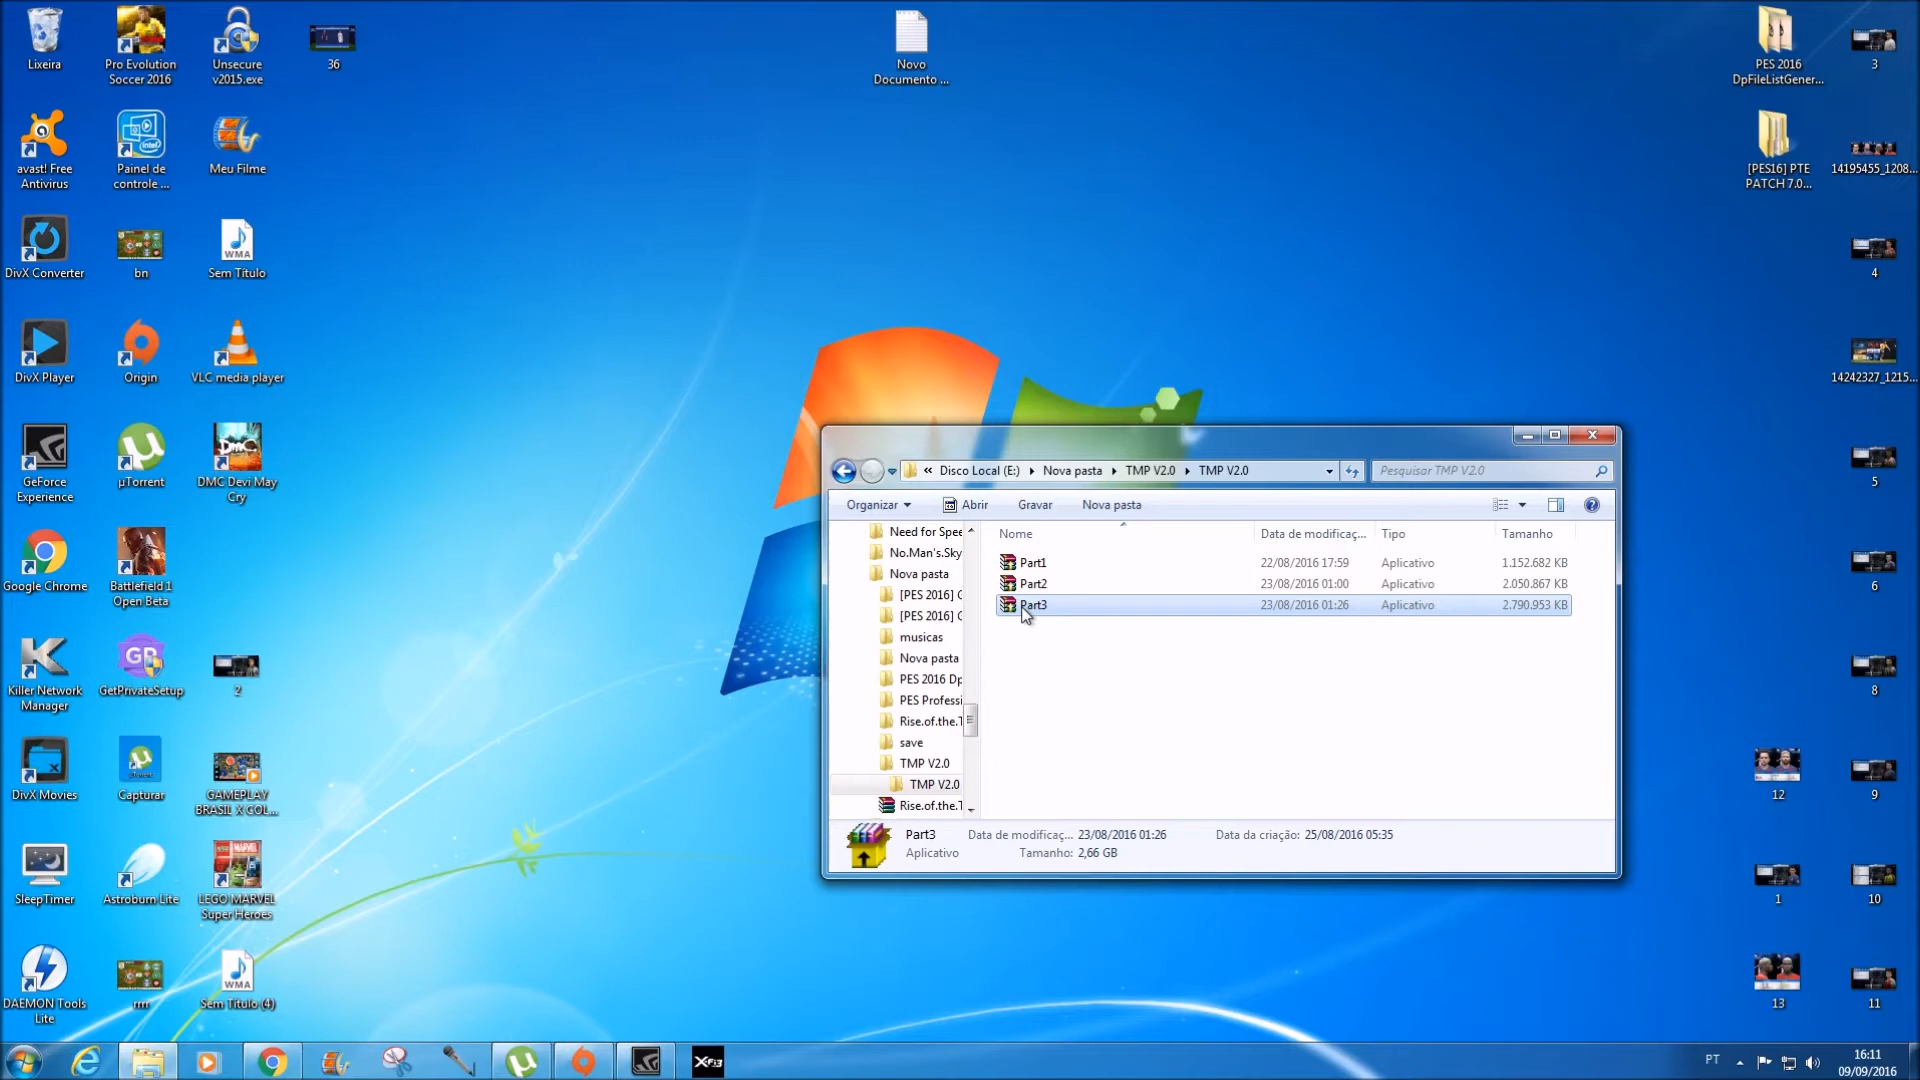 Lixeira
Pro Evolution
Soccer 2016
Unsecure
v2015.exe
36
Novo
Documento ...
PES 2016
DpFileListGener...
3
avast! Free
Antivirus
Painel de
controle ...
Meu Filme
[PES16] PTE
PATCH 7.0...
14195455_1208...
DivX Converter
bn
WMA
Sem Título
4
DivX Player
Origin
VLC media player
14242327_1215...
GeForce
Experience
µTorrent
DMC Devi May
Cry
5
Google Chrome
Battlefield 1
Open Beta
6
Killer Network
Manager
GetPrivateSetup
2
8
DivX Movies
Capturar
GAMEPLAY
BRASIL X COL...
12
9
SleepTimer
Astroburn Lite
LEGO MARVEL
Super Heroes
1
10
DAEMON Tools
Lite
rm
WMA
Sem Título (4)
13
11
« Disco Local (E:) Nova pasta TMP V2.0 TMP V2.0
Pesquisar TMP V2.0
Organizar Abrir Gravar Nova pasta
Need for Spee
No.Man's.Sky
Nova pasta
[PES 2016] C
[PES 2016] C
musicas
Nova pasta
PES 2016 Dp
PES Professi
Rise.of.the.T
save
TMP V2.0
TMP V2.0
Rise.of.the.T
Nome Data de modificaç... Tipo Tamanho
Part1 22/08/2016 17:59 Aplicativo 1.152.682 KB
Part2 23/08/2016 01:00 Aplicativo 2.050.867 KB
Part3 23/08/2016 01:26 Aplicativo 2.790.953 KB
Part3 Data de modificaç... 23/08/2016 01:26 Data da criação: 25/08/2016 05:35
Aplicativo Tamanho: 2,66 GB
PT
16:11
09/09/2016